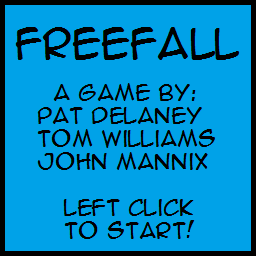 FREEFALL
A GAME BY:
PAT DELANEY
TOM WILLIAMS
JOHN MANNIX
LEFT CLICK
TO START!